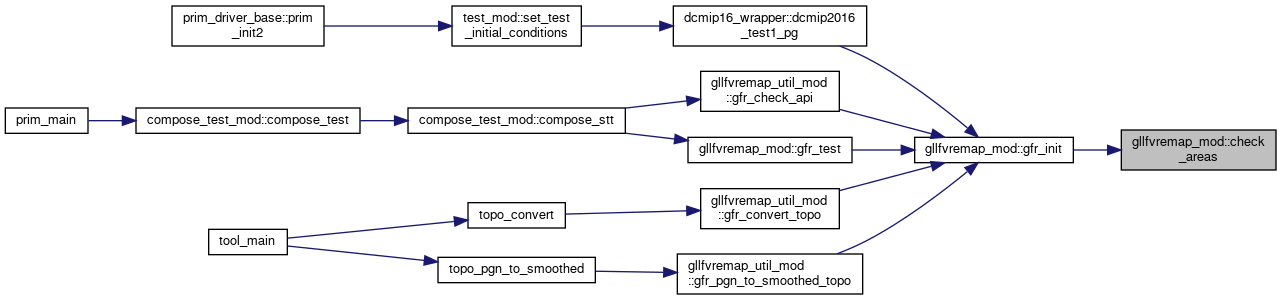 prim_driver_base::prim
_init2
test_mod::set_test
_initial_conditions
dcmip16_wrapper::dcmip2016
_test1_pg
prim_main
compose_test_mod::compose_test
compose_test_mod::compose_stt
gllfvremap_util_mod
::gfr_check_api
gllfvremap_mod::gfr_test
gllfvremap_mod::gfr_init
gllfvremap_mod::check
_areas
tool_main
topo_convert
gllfvremap_util_mod
::gfr_convert_topo
topo_pgn_to_smoothed
gllfvremap_util_mod
::gfr_pgn_to_smoothed_topo